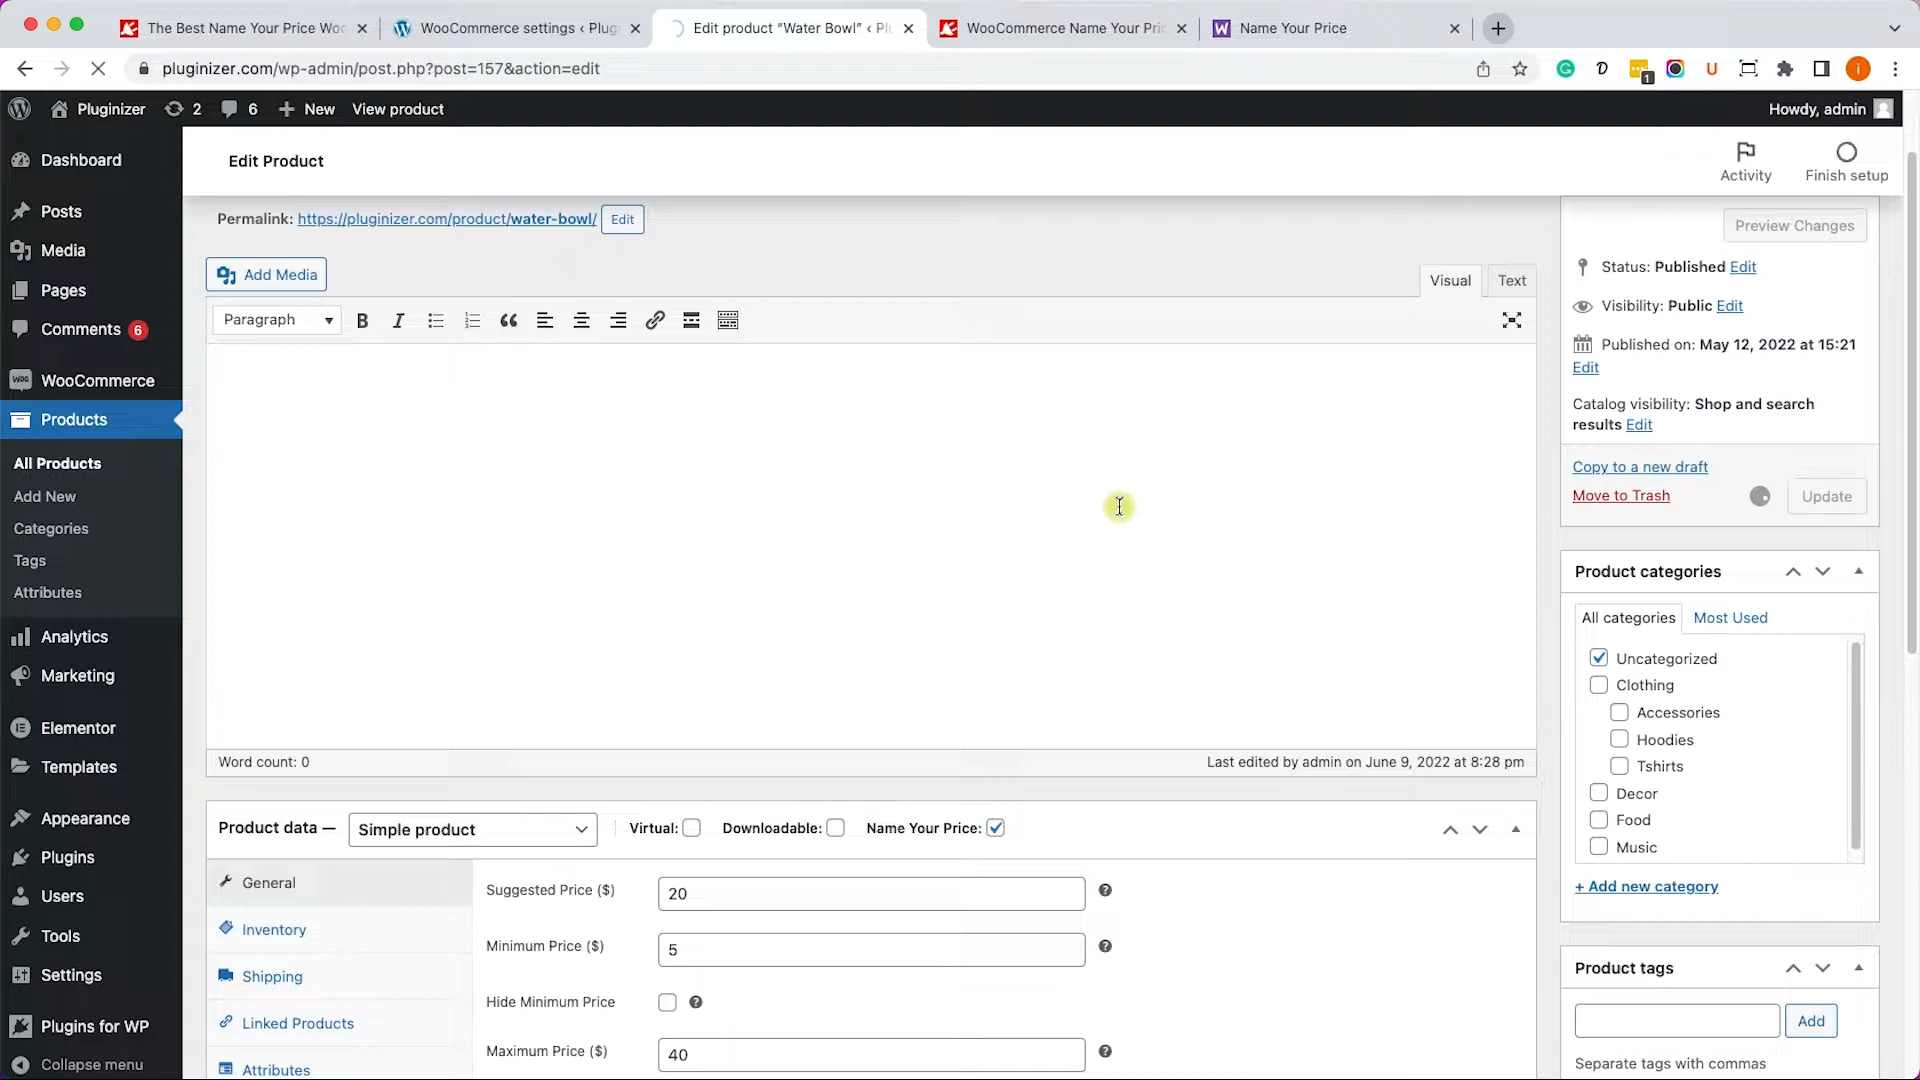 The Best Name Your Price Woo
WooCommerce settings ‹ Plug
Edit product “Water Bowl” ‹ Pl
WooCommerce Name Your Pri
Name Your Price
pluginizer.com/wp-admin/post.php?post=157&action=edit
1
i
Pluginizer
2
6
New
View product
Howdy, admin
Dashboard
Posts
Media
Pages
Comments 6
WooCommerce
Products
All Products
Add New
Categories
Tags
Attributes
Analytics
Marketing
Elementor
Templates
Appearance
Plugins
Users
Tools
Settings
Plugins for WP
Collapse menu
Edit Product
Activity
Finish setup
Permalink: https://pluginizer.com/product/water-bowl/ Edit
Add Media
Visual
Text
Paragraph
B
I
Word count: 0
Last edited by admin on June 9, 2022 at 8:28 pm
Product data — Simple product
Virtual:
Downloadable:
Name Your Price:
General
Inventory
Shipping
Linked Products
Attributes
Suggested Price ($) 20
Minimum Price ($) 5
Hide Minimum Price
Maximum Price ($) 40
Preview Changes
Status: Published Edit
Visibility: Public Edit
Published on: May 12, 2022 at 15:21
Edit
Catalog visibility: Shop and search
results Edit
Copy to a new draft
Move to Trash
Update
Product categories
All categories
Most Used
Uncategorized
Clothing
Accessories
Hoodies
Tshirts
Decor
Food
Music
+ Add new category
Product tags
Add
Separate tags with commas